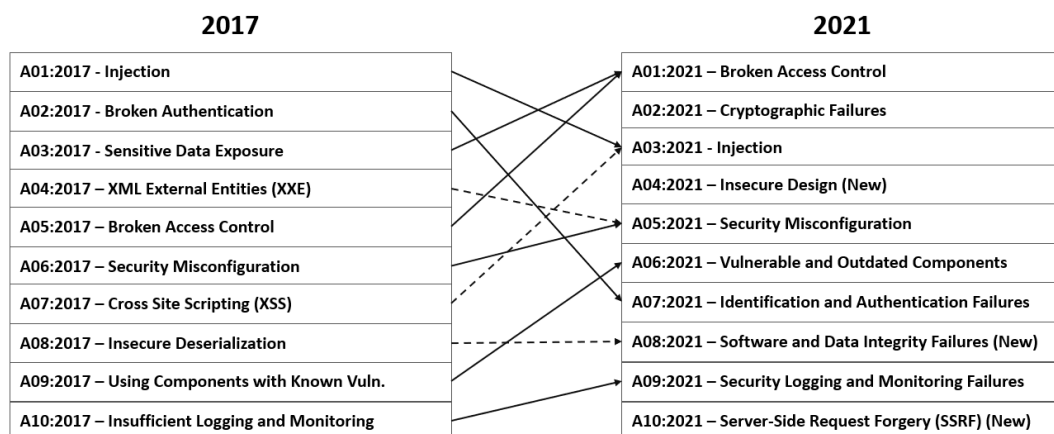 2017
A01:2017 - Injection
A02:2017 - Broken Authentication
A03:2017 - Sensitive Data Exposure
A04:2017 – XML External Entities (XXE)
A05:2017 – Broken Access Control
A06:2017 – Security Misconfiguration
A07:2017 – Cross Site Scripting (XSS)
A08:2017 – Insecure Deserialization
A09:2017 – Using Components with Known Vuln.
A10:2017 – Insufficient Logging and Monitoring
2021
A01:2021 – Broken Access Control
A02:2021 – Cryptographic Failures
A03:2021 - Injection
A04:2021 – Insecure Design (New)
A05:2021 – Security Misconfiguration
A06:2021 – Vulnerable and Outdated Components
A07:2021 – Identification and Authentication Failures
A08:2021 – Software and Data Integrity Failures (New)
A09:2021 – Security Logging and Monitoring Failures
A10:2021 – Server-Side Request Forgery (SSRF) (New)